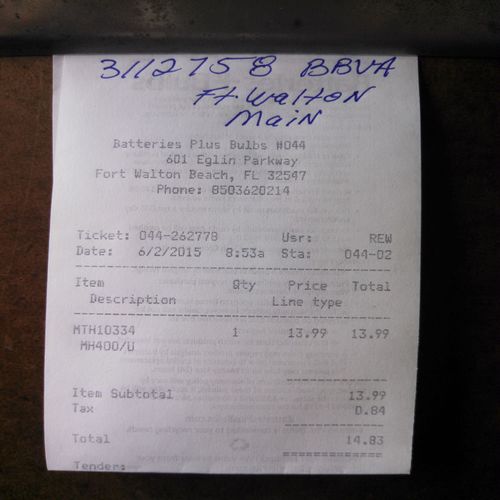 3112758 BBVA
Ft Walton
Main
Batteries Plus Bulbs #044
601 Eglin Parkway
Fort Walton Beach, FL 32547
Phone: 8503620214
Ticket: 044-262778 Usr: REW
Date: 6/2/2015 8:53a Sta: 044-02
Item Qty Price Total
Description Line type
MTH10334 1 13.99 13.99
MH400/U
Item Subtotal 13.99
Tax 0.84
Total 14.83
Tender: